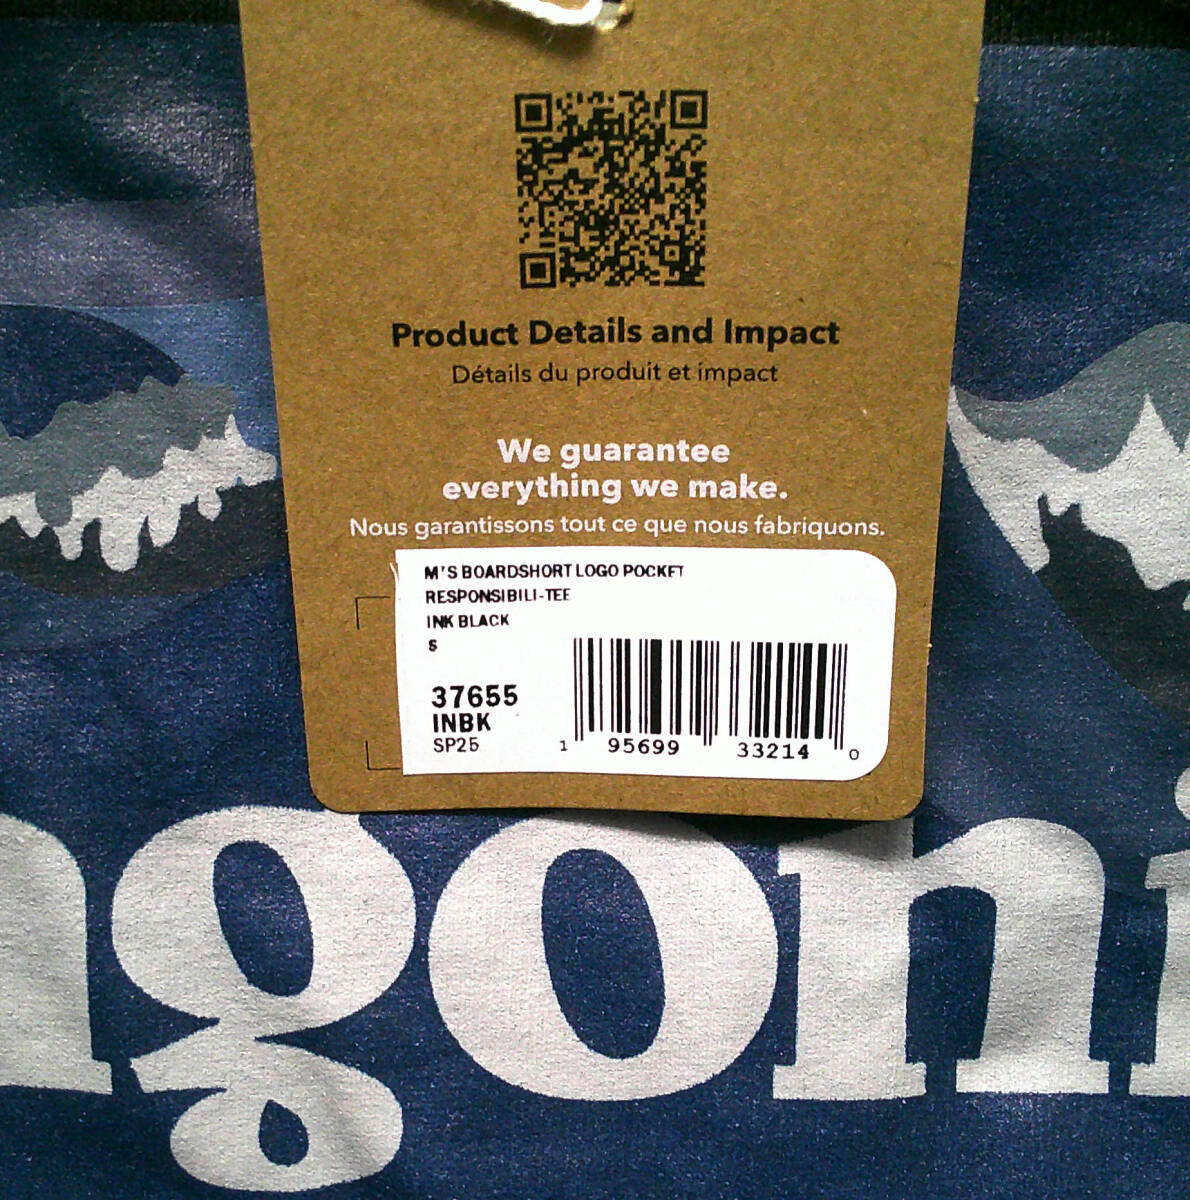 Product Details and Impact
Détails du produit et impact
We guarantee
everything we make.
Nous garantissons tout ce que nous fabriquons.
M'S BOARDSHORT LOGO POCKET
RESPONSIBILI-TEE
INK BLACK
S
37655
INBK
SP25
1 95699 33214 0
goni